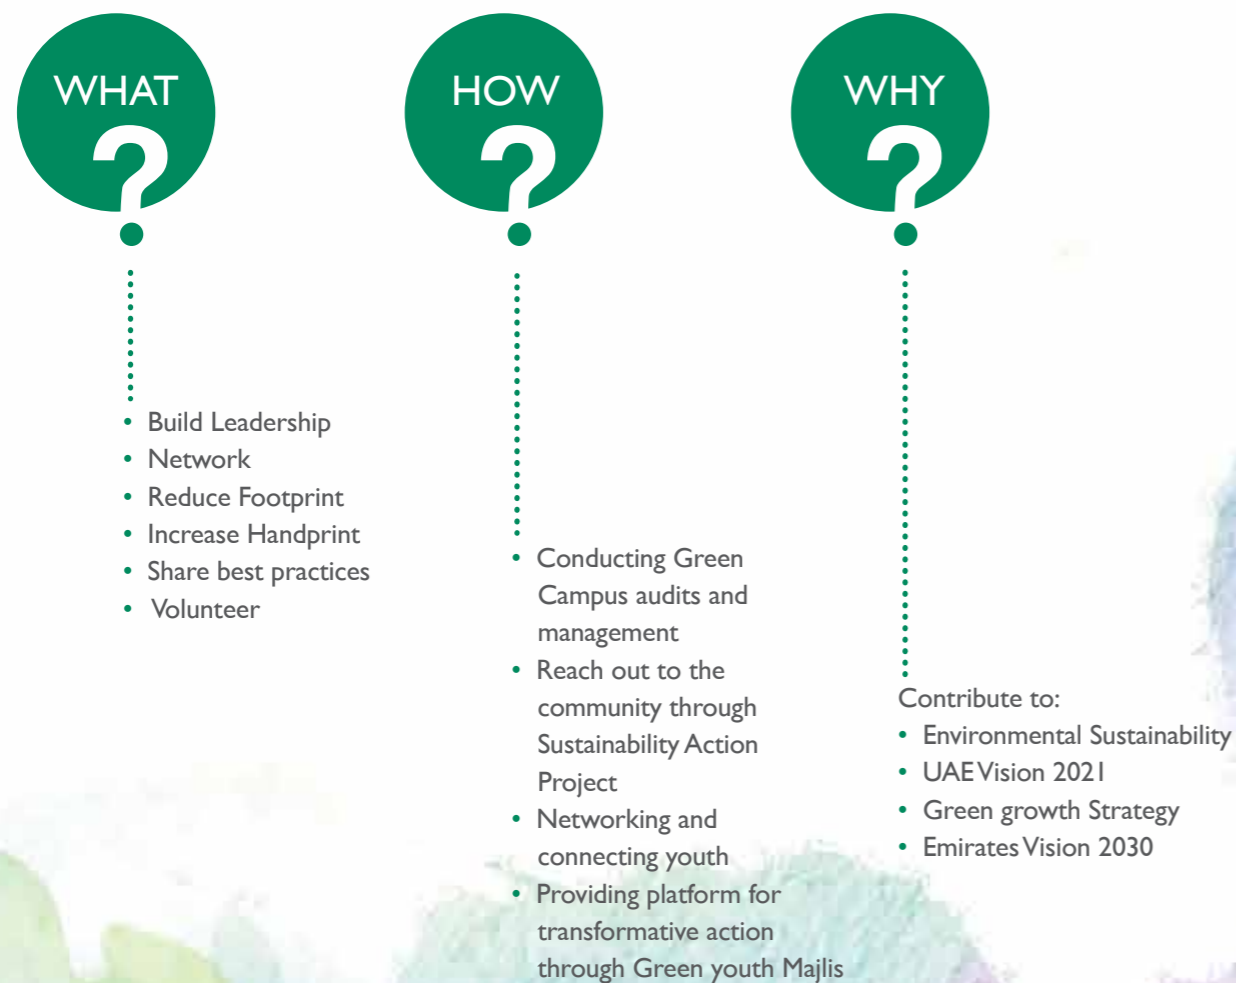 WHAT
?
• Build Leadership
• Network
• Reduce Footprint
• Increase Handprint
• Share best practices
• Volunteer
HOW
?
• Conducting Green
Campus audits and
management
• Reach out to the
community through
Sustainability Action
Project
• Networking and
connecting youth
• Providing platform for
transformative action
through Green youth Majlis
WHY
?
Contribute to:
• Environmental Sustainability
• UAE Vision 2021
• Green growth Strategy
• Emirates Vision 2030